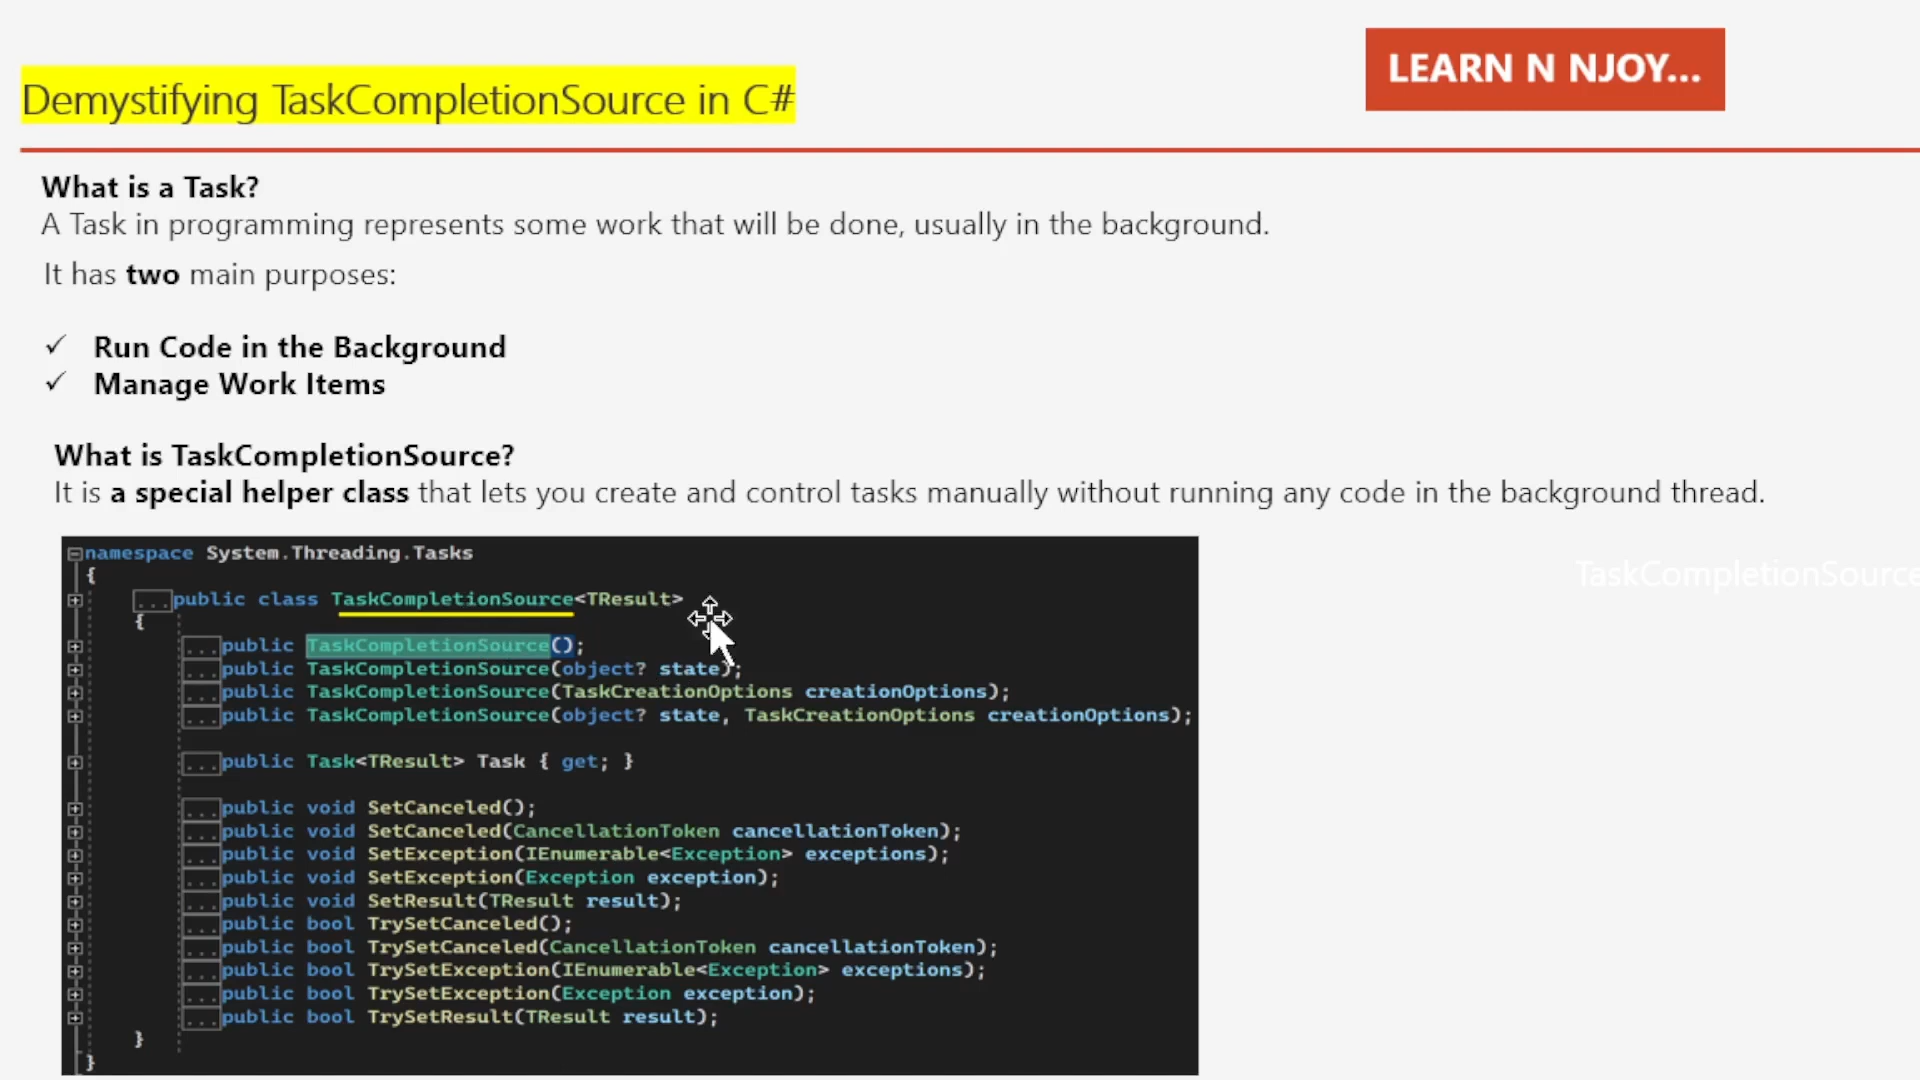 LEARN N NJOY...
Demystifying TaskCompletionSource in C#
What is a Task?
A Task in programming represents some work that will be done, usually in the background.
It has two main purposes:
✓ Run Code in the Background
✓ Manage Work Items
What is TaskCompletionSource?
It is a special helper class that lets you create and control tasks manually without running any code in the background thread.
TaskCompletionSource
namespace System.Threading.Tasks
{
...public class TaskCompletionSource<TResult>
{
...public TaskCompletionSource();
...public TaskCompletionSource(object? state);
...public TaskCompletionSource(TaskCreationOptions creationOptions);
...public TaskCompletionSource(object? state, TaskCreationOptions creationOptions);
...public Task<TResult> Task { get; }
...public void SetCanceled();
...public void SetCanceled(CancellationToken cancellationToken);
...public void SetException(IEnumerable<Exception> exceptions);
...public void SetException(Exception exception);
...public void SetResult(TResult result);
...public bool TrySetCanceled();
...public bool TrySetCanceled(CancellationToken cancellationToken);
...public bool TrySetException(IEnumerable<Exception> exceptions);
...public bool TrySetException(Exception exception);
...public bool TrySetResult(TResult result);
}
}